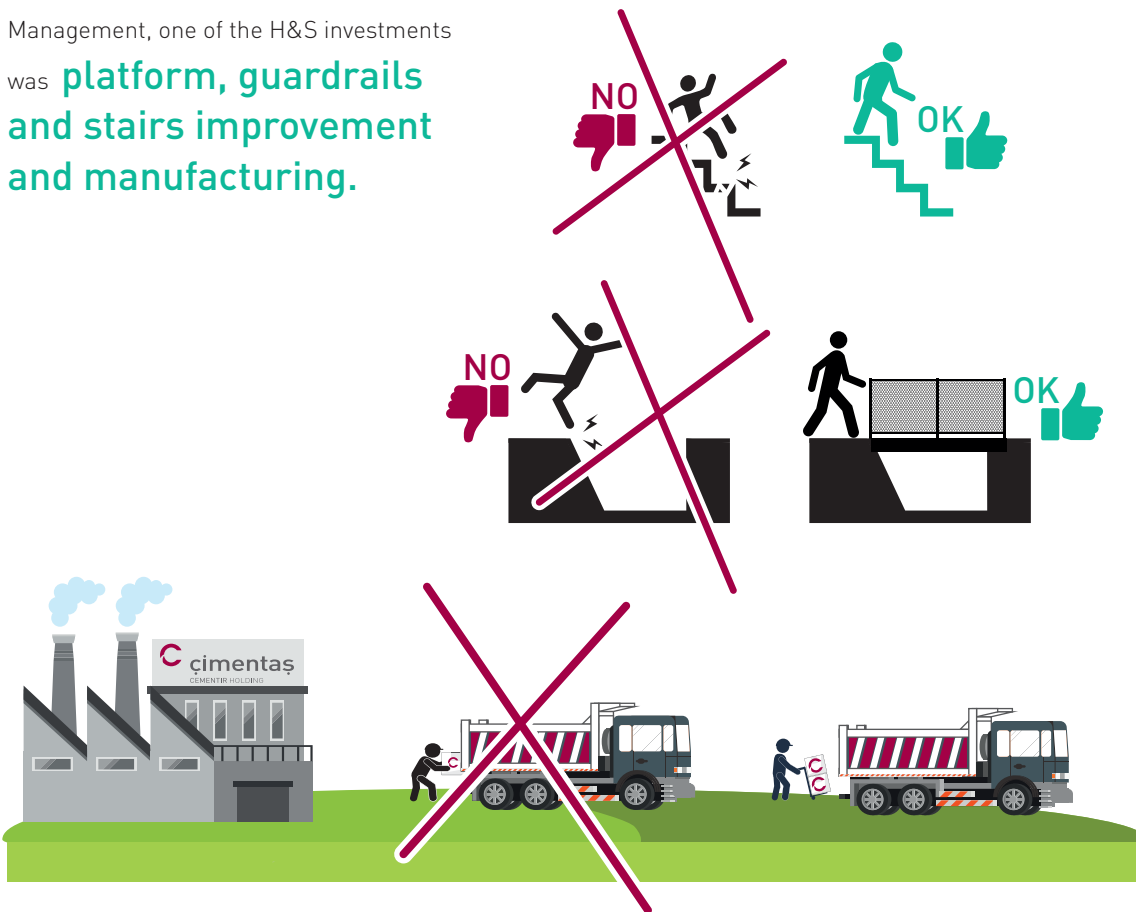 Management, one of the H&S investments
was platform, guardrails
and stairs improvement
and manufacturing.
NO
OK
NO
OK
çimentaş
CEMENTIR HOLDING